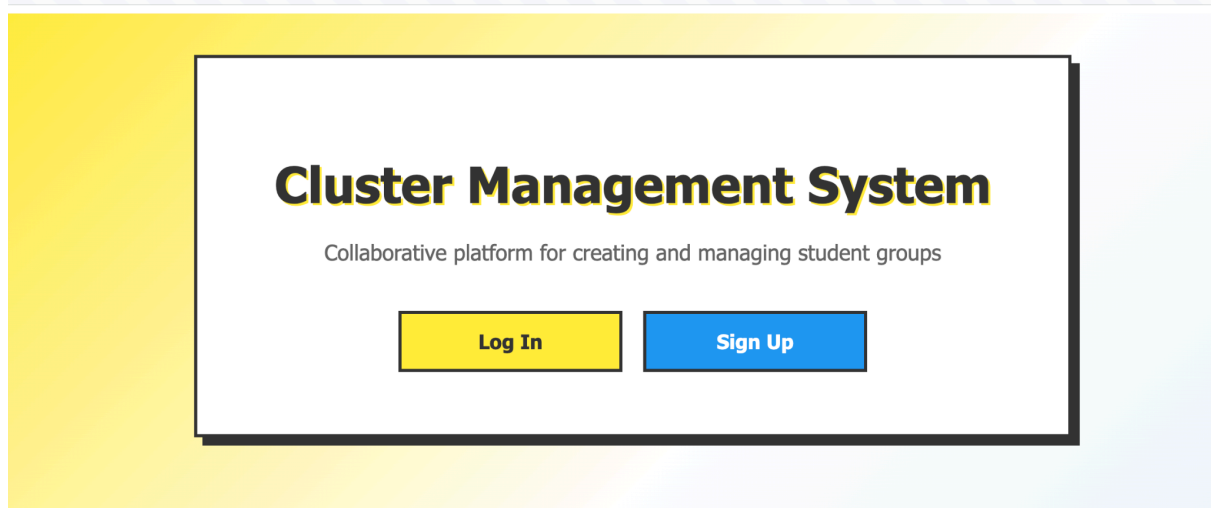 Cluster Management System
Collaborative platform for creating and managing student groups
Log In
Sign Up